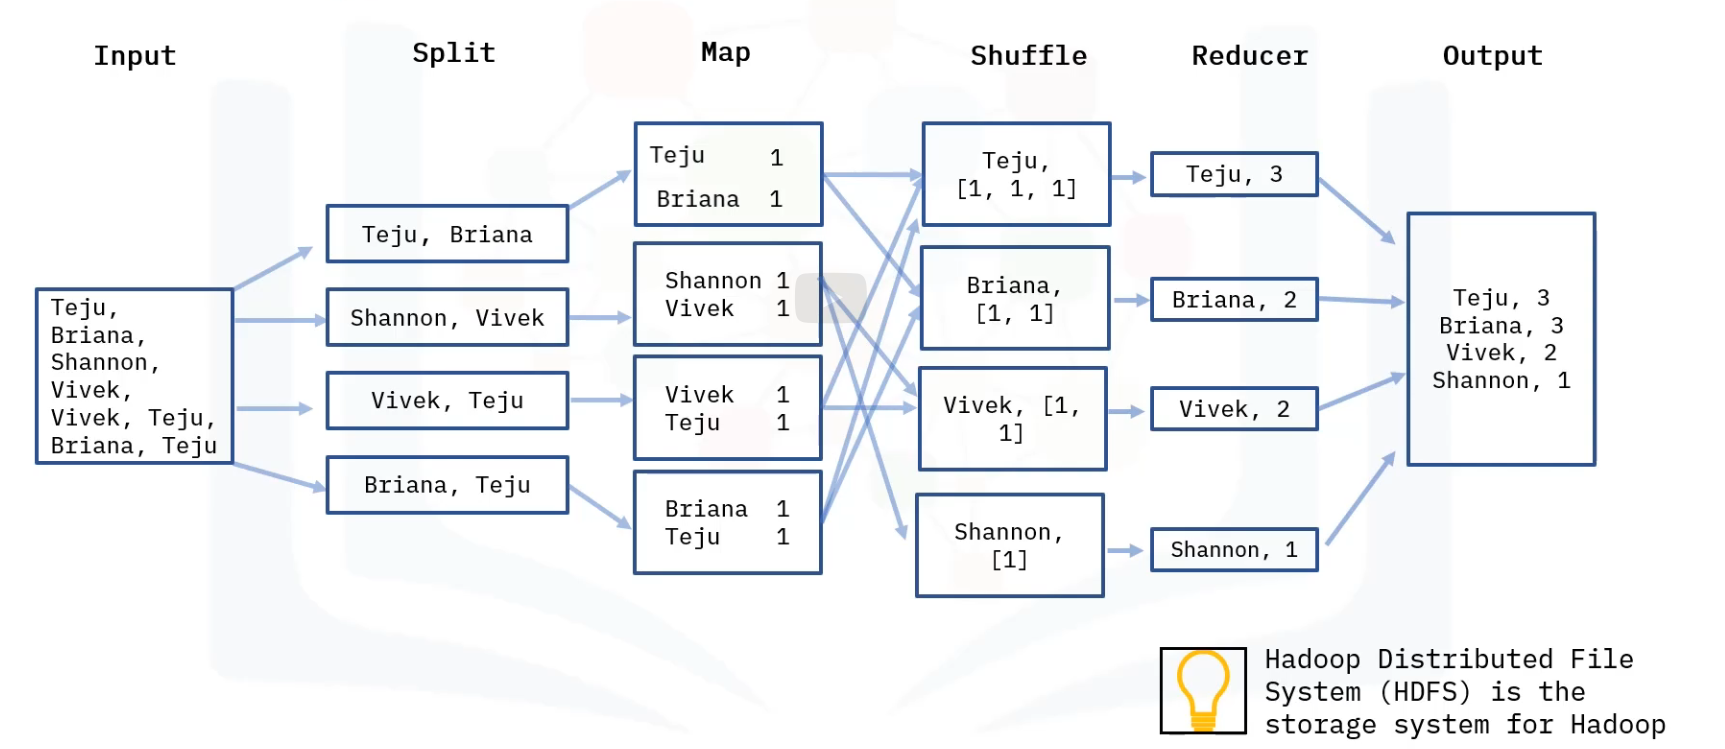 Input
Split
Map
Shuffle
Reducer
Output
Teju,
Briana,
Shannon,
Vivek,
Vivek, Teju,
Briana, Teju
Teju, Briana
Shannon, Vivek
Vivek, Teju
Briana, Teju
Teju 1
Briana 1
Shannon 1
Vivek 1
Vivek 1
Teju 1
Briana 1
Teju 1
Teju,
[1, 1, 1]
Briana,
[1, 1]
Vivek, [1,
1]
Shannon,
[1]
Teju, 3
Briana, 2
Vivek, 2
Shannon, 1
Teju, 3
Briana, 3
Vivek, 2
Shannon, 1
Hadoop Distributed File
System (HDFS) is the
storage system for Hadoop